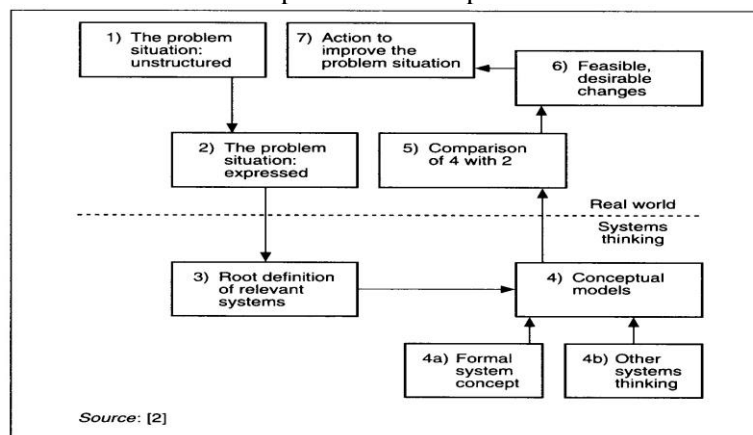 1) The problem
situation:
unstructured
7) Action to
improve the
problem situation
6) Feasible,
desirable
changes
2) The problem
situation:
expressed
5) Comparison
of 4 with 2
Real world
Systems
thinking
3) Root definition
of relevant
systems
4) Conceptual
models
4a) Formal
system
concept
4b) Other
systems
thinking
Source: [2]